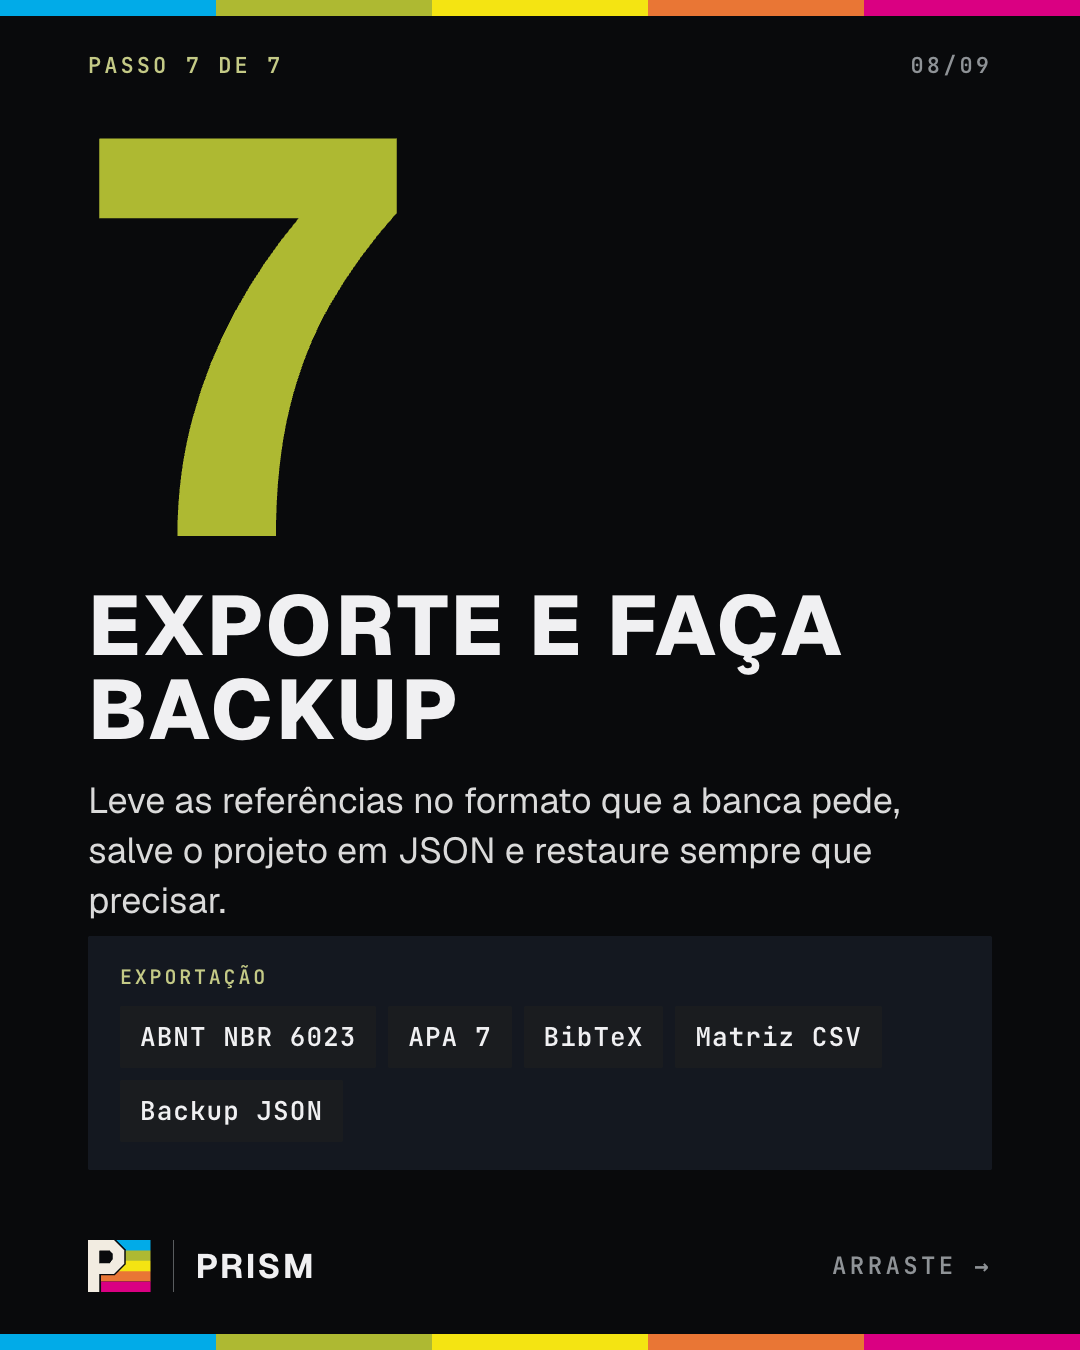 PASSO 7 DE 7
08/09
7
EXPORTE E FAÇA
BACKUP
Leve as referências no formato que a banca pede,
salve o projeto em JSON e restaure sempre que
precisar.
EXPORTAÇÃO
ABNT NBR 6023 APA 7 BibTeX Matriz CSV
Backup JSON
P PRISM
ARRASTE →